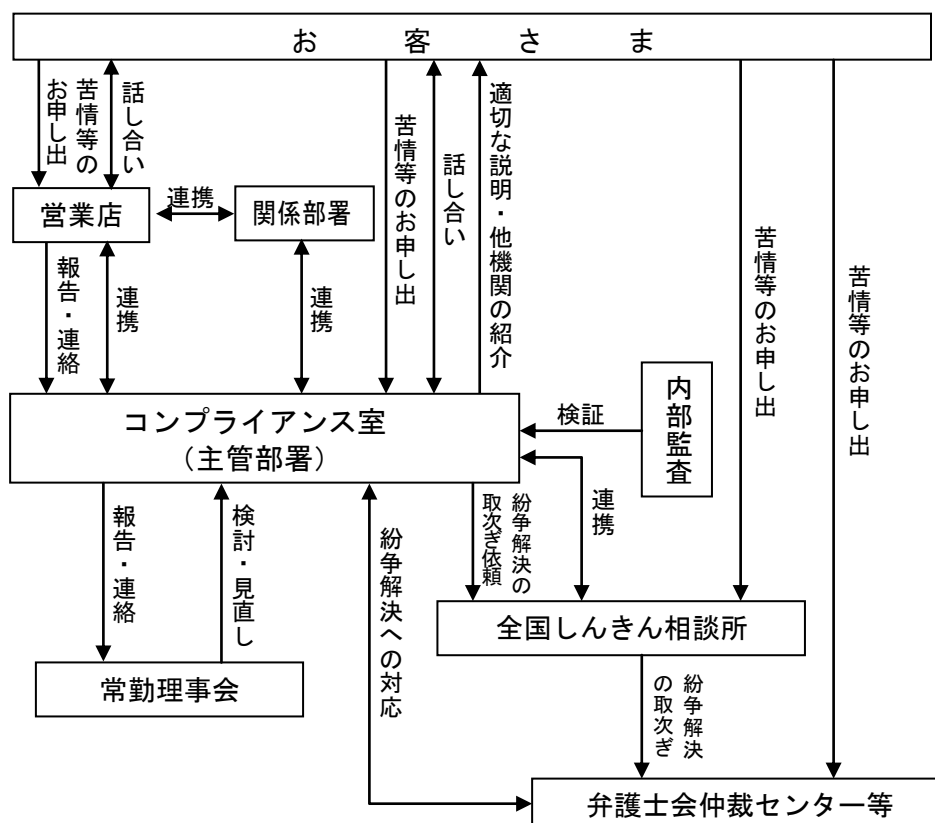 お客さま
苦情等の
お申し出
話し合い
苦情等のお申し出
話し合い
適切な説明・他機関の紹介
苦情等のお申し出
苦情等のお申し出
営業店
連携
関係部署
報告・連絡
連携
連携
コンプライアンス室
（主管部署）
検証
内部監査
報告・連絡
検討・見直し
紛争解決への対応
紛争解決の
取次ぎ依頼
連携
全国しんきん相談所
常勤理事会
紛争解決
の取次ぎ
弁護士会仲裁センター等